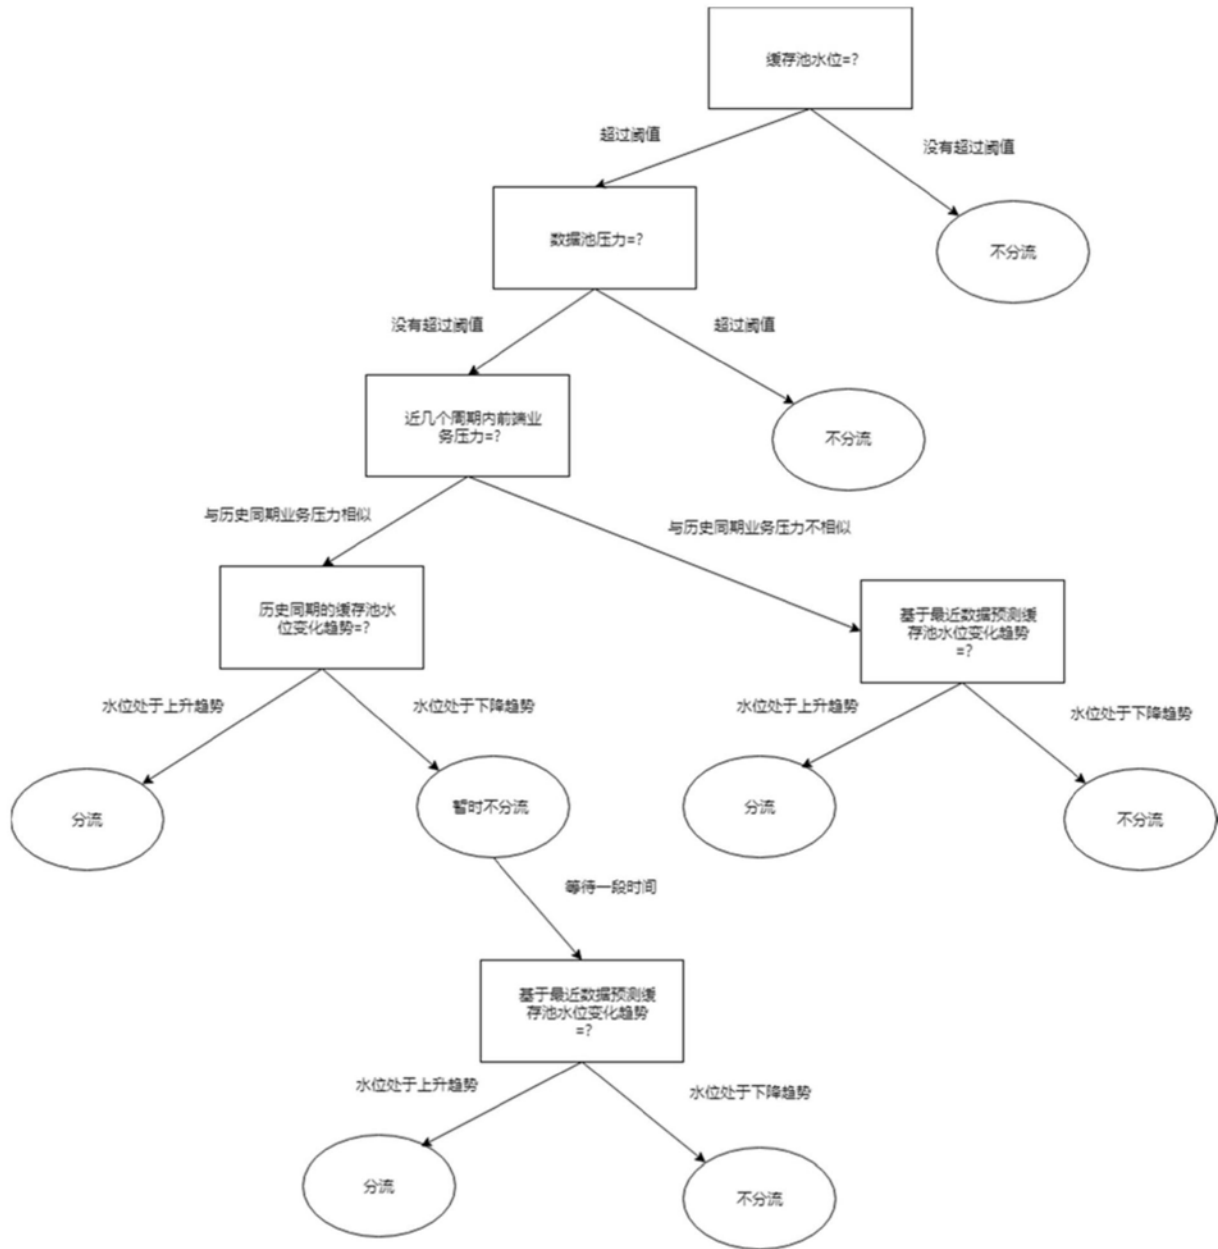 缓存池水位=?
超过阈值
没有超过阈值
数据池压力=?
不分流
没有超过阈值
超过阈值
近几个周期内前端业
务压力=?
不分流
与历史同期业务压力相似
与历史同期业务压力不相似
历史同期的缓存池水
位变化趋势=?
基于最近数据预测缓
存池水位变化趋势
=?
水位处于上升趋势
水位处于下降趋势
水位处于上升趋势
水位处于下降趋势
分流
暂时不分流
分流
不分流
等待一段时间
基于最近数据预测缓
存池水位变化趋势
=?
水位处于上升趋势
水位处于下降趋势
分流
不分流